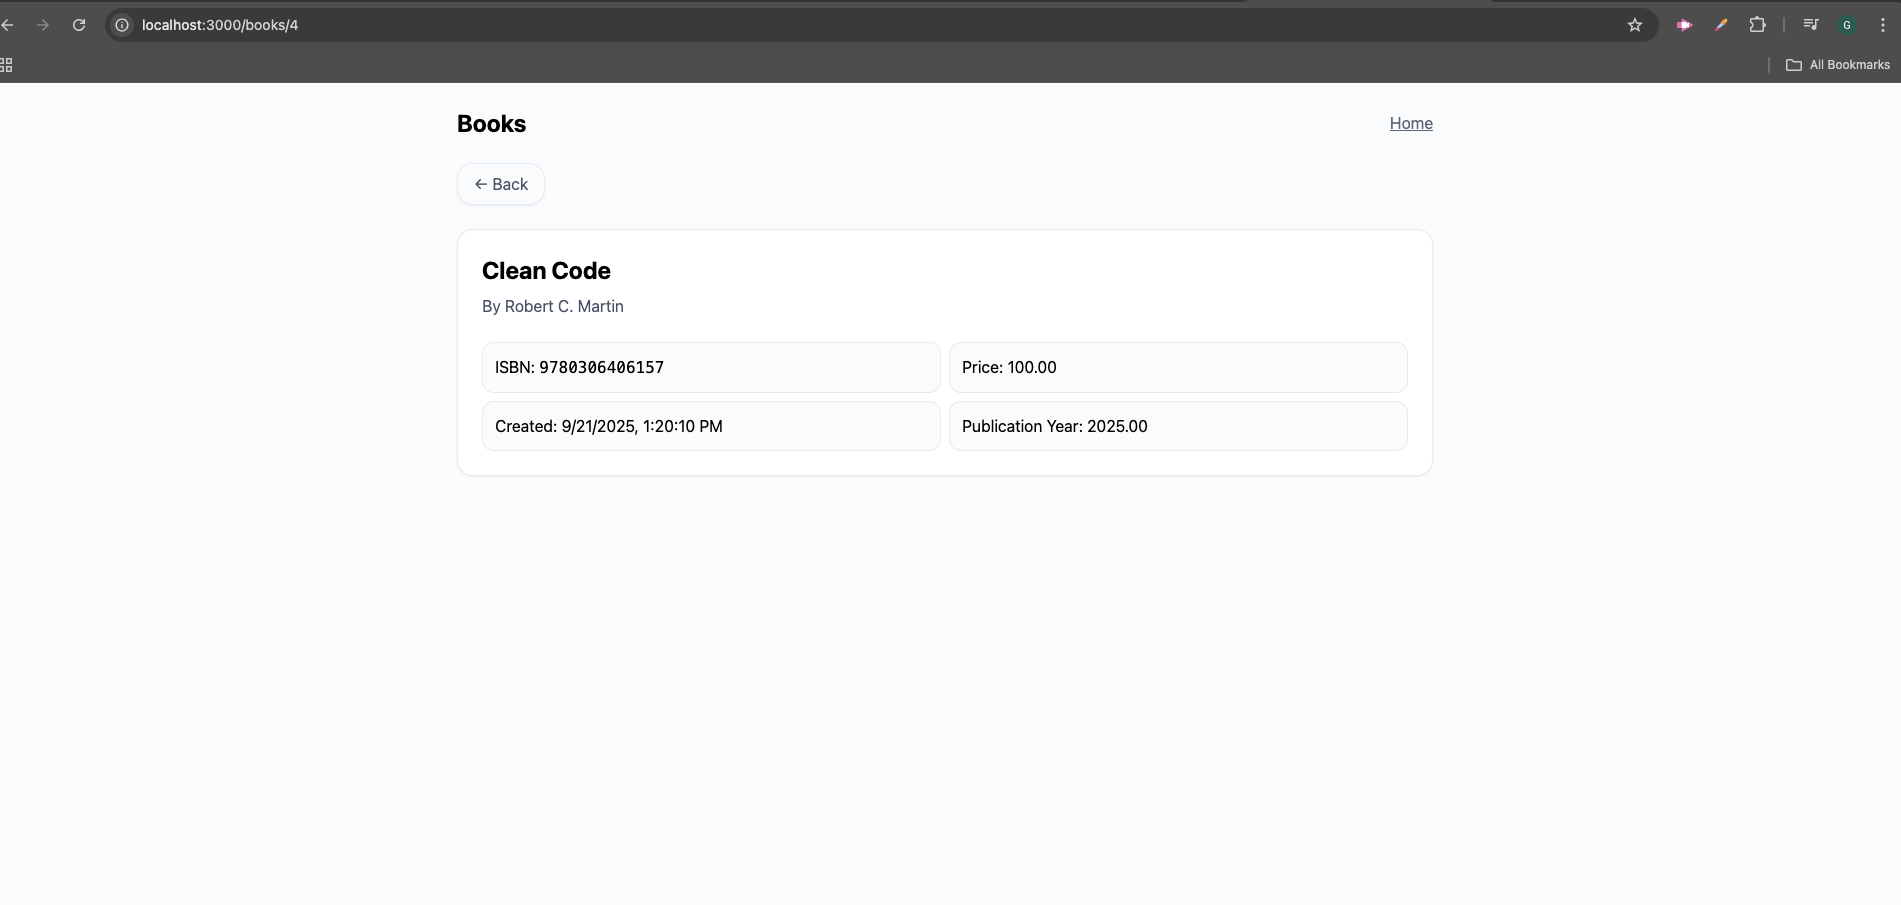 localhost:3000/books/4
G
All Bookmarks
Books
Home
← Back
Clean Code
By Robert C. Martin
ISBN: 9780306406157
Price: 100.00
Created: 9/21/2025, 1:20:10 PM
Publication Year: 2025.00